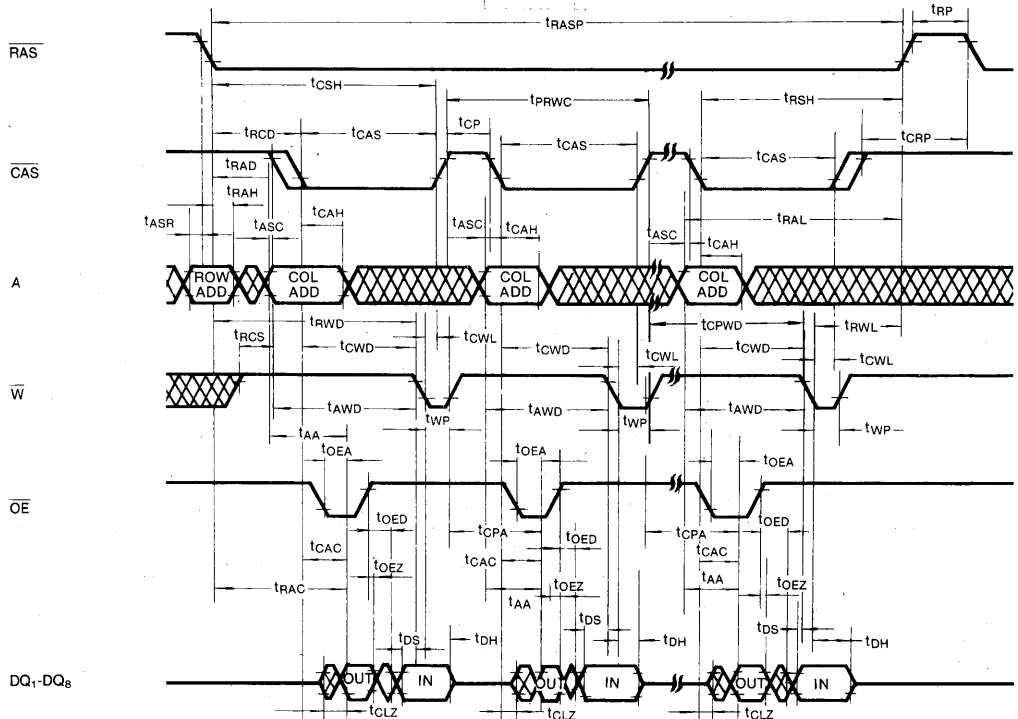 tRASP tRP
RAS
tCSH tPRWC tRSH
tRCD tCAS tCP tCAS tCAS tCRP
CAS
tRAD
tRAH tRAL
tASR tASC tCAH tASC tCAH tASC tCAH
A ROW ADD COL ADD COL ADD COL ADD
tRWD tCPWD tRWL
tRCS tCWD tCWL tCWD tCWL tCWD tCWL
W
tAWD tWP tAWD tWP tAWD tWP
tAA
tOEA tOEA tOEA
OE
tOED tCPA tOED tCPA tOED
tCAC tOEZ tCAC tOEZ tCAC tOEZ
tRAC tAA tAA
tDS tDH tDS tDH tDS tDH
DQ1-DQ8 OUT IN OUT IN OUT IN
tCLZ tCLZ tCLZ